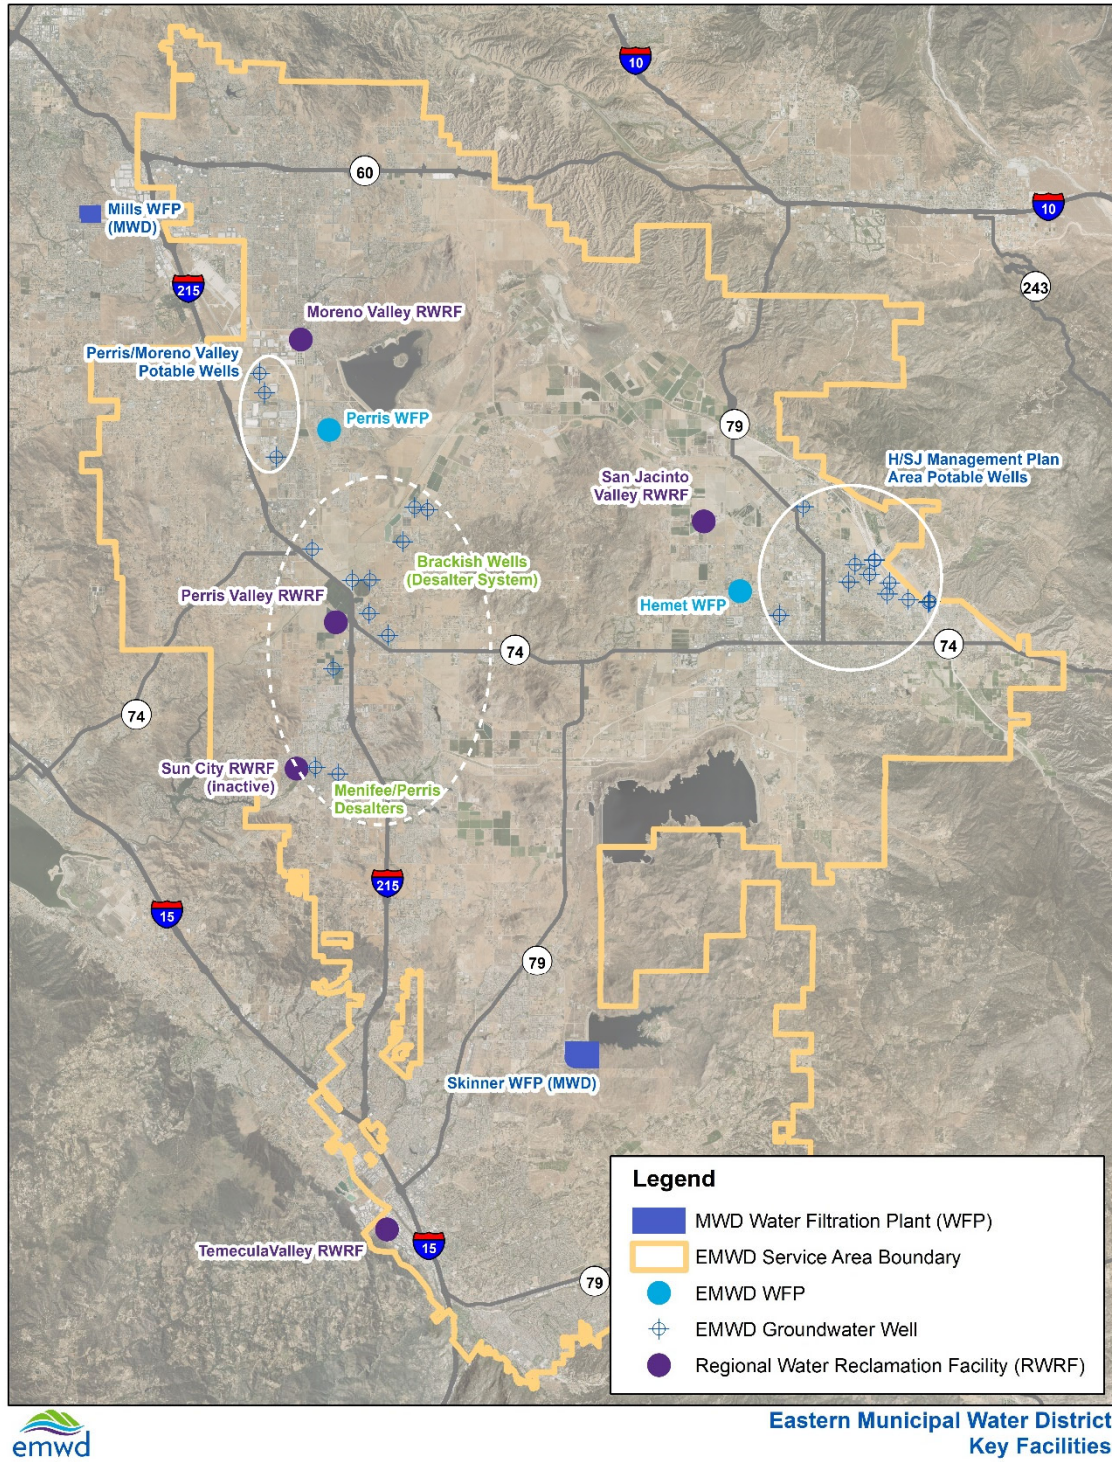 10
60
Mills WFP
(MWD)
10
215
243
Moreno Valley RWRF
Perris/Moreno Valley
Potable Wells
Perris WFP
79
H/SJ Management Plan
Area Potable Wells
San Jacinto
Valley RWRF
Brackish Wells
(Desalter System)
Perris Valley RWRF
Hemet WFP
74
74
74
Sun City RWRF
(inactive)
Menifee/Perris
Desalters
215
15
79
Skinner WFP (MWD)
TemeculaValley RWRF
15
79
Legend
MWD Water Filtration Plant (WFP)
EMWD Service Area Boundary
EMWD WFP
EMWD Groundwater Well
Regional Water Reclamation Facility (RWRF)
emwd
Eastern Municipal Water District
Key Facilities